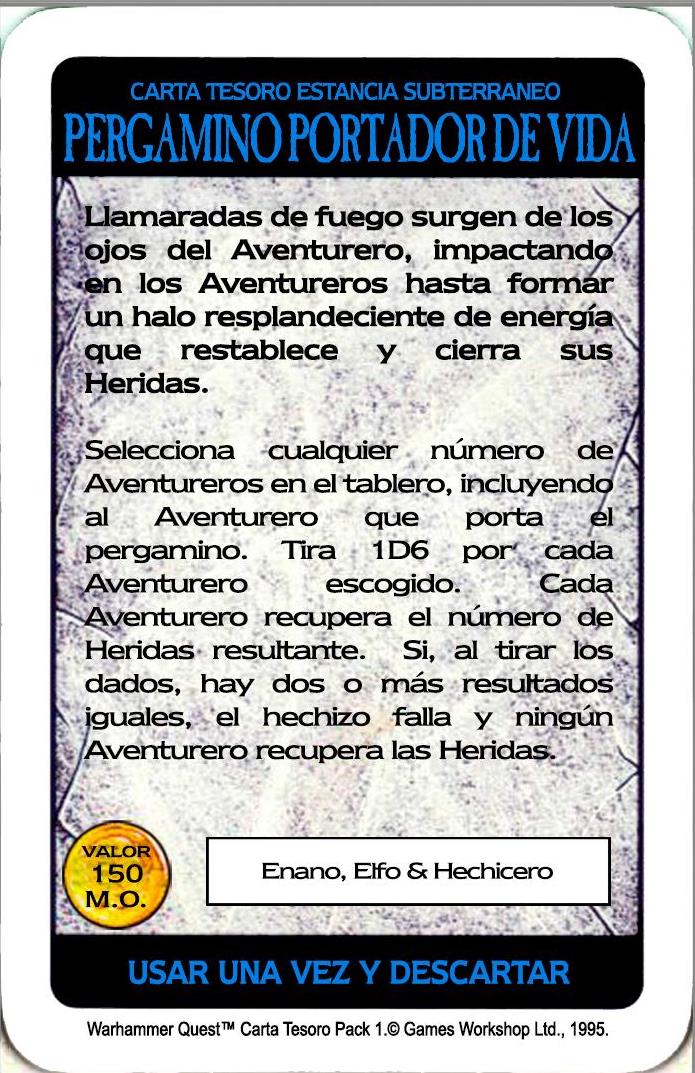 CARTA TESORO ESTANCIA SUBTERRANEO
PERGAMINO PORTADOR DE VIDA
Llamaradas de fuego surgen de los
ojos del Aventurero, impactando
en los Aventureros hasta formar
un halo resplandeciente de energía
que restablece y cierra sus
Heridas.
Selecciona cualquier número de
Aventureros en el tablero, incluyendo
al Aventurero que porta el
pergamino. Tira 1D6 por cada
Aventurero escogido. Cada
Aventurero recupera el número de
Heridas resultante. Si, al tirar los
dados, hay dos o más resultados
iguales, el hechizo falla y ningún
Aventurero recupera las Heridas.
VALOR
150
M.O.
Enano, Elfo & Hechicero
USAR UNA VEZ Y DESCARTAR
Warhammer Quest™ Carta Tesoro Pack 1.© Games Workshop Ltd., 1995.